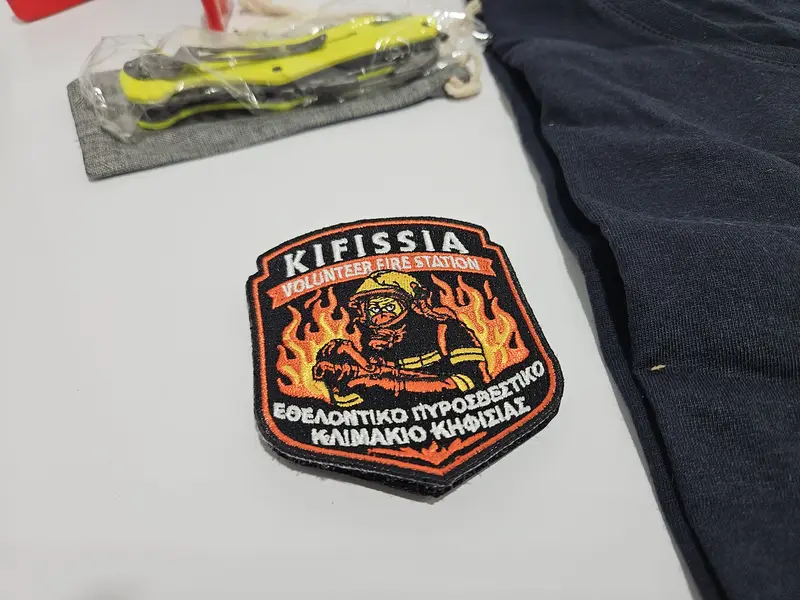 KIFISSIA
VOLUNTEER FIRE STATION
ΕΘΕΛΟΝΤΙΚΟ ΠΥΡΟΣΒΕΣΤΙΚΟ
ΚΛΙΜΑΚΙΟ ΚΗΦΙΣΙΑΣ